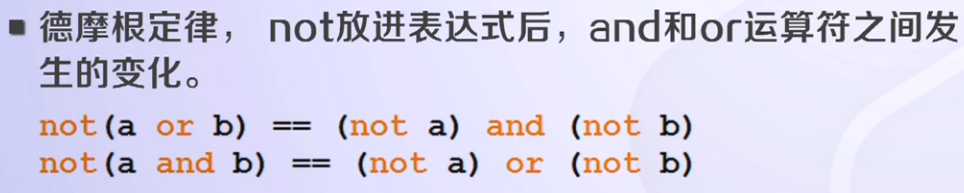 德摩根定律， not放进表达式后，and和or运算符之间发
生的变化。
not(a or b) == (not a) and (not b)
not(a and b) == (not a) or (not b)